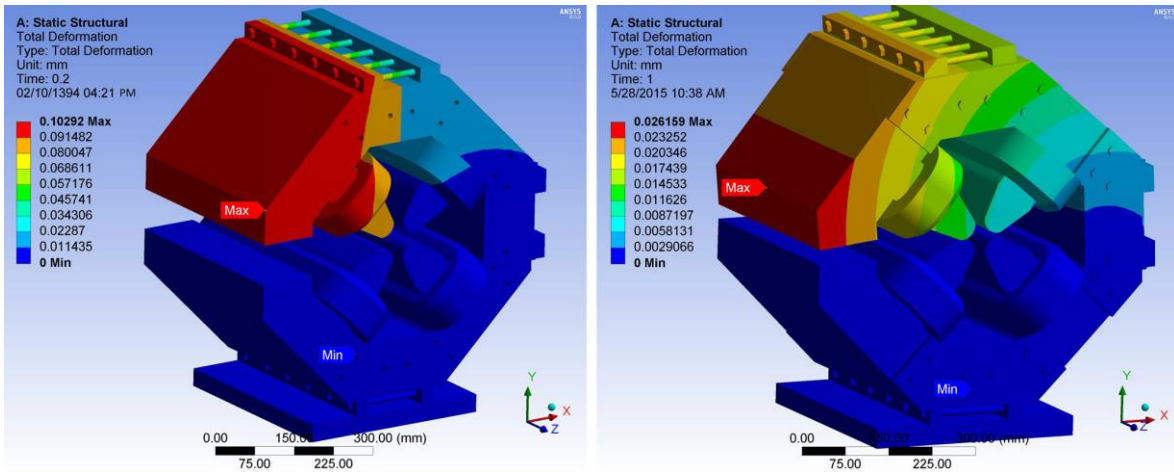 A: Static Structural
Total Deformation
Type: Total Deformation
Unit: mm
Time: 0.2
02/10/1394 04:21 PM
0.10292 Max
0.091482
0.080047
0.068611
0.057176
0.045741
0.034306
0.02287
0.011435
0 Min
ANSYS
Max
Min
Y
X
Z
0.00 150.00 300.00 (mm)
75.00 225.00
A: Static Structural
Total Deformation
Type: Total Deformation
Unit: mm
Time: 1
5/28/2015 10:38 AM
0.026159 Max
0.023252
0.020346
0.017439
0.014533
0.011626
0.0087197
0.0058131
0.0029066
0 Min
ANSYS
Max
Min
Y
X
Z
0.00 300.00 (mm)
75.00 225.00